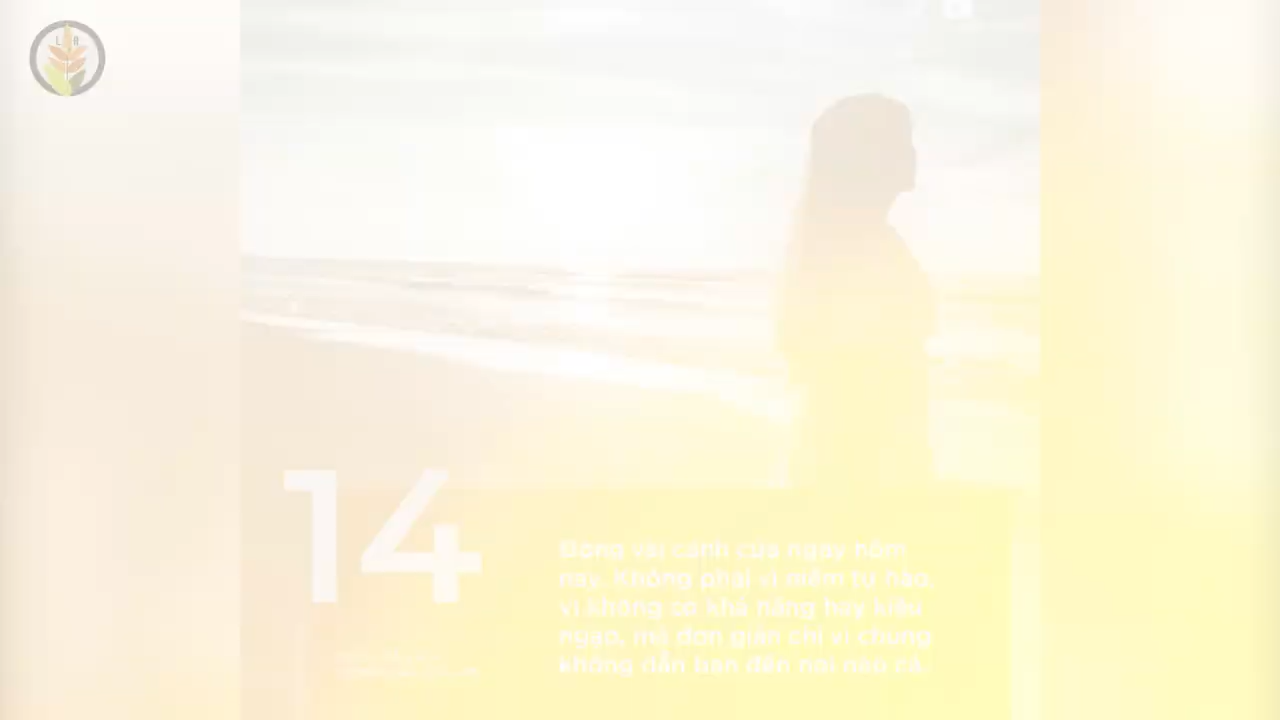 L R
14
Đóng vài cánh cửa ngày hôm
nay. Không phải vì niềm tự hào,
vì không có khả năng hay kiêu
ngạo, mà đơn giản chỉ vì chúng
không dẫn bạn đến nơi nào cả.